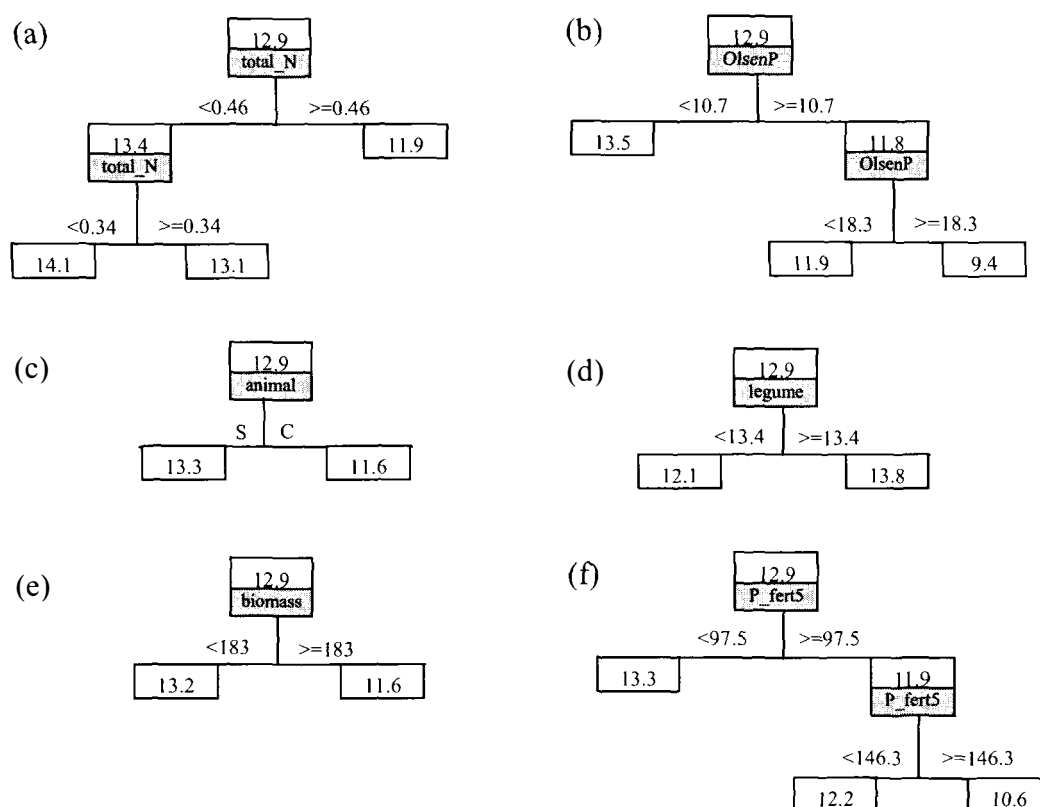 (a)
12.9
total_N
<0.46 >=0.46
13.4
total_N
11.9
<0.34 >=0.34
14.1 13.1
(b)
12.9
OlsenP
<10.7 >=10.7
13.5
11.8
OlsenP
<18.3 >=18.3
11.9 9.4
(c)
12.9
animal
S C
13.3 11.6
(d)
12.9
legume
<13.4 >=13.4
12.1 13.8
(e)
12.9
biomass
<183 >=183
13.2 11.6
(f)
12.9
P_fert5
<97.5 >=97.5
13.3
11.9
P_fert5
<146.3 >=146.3
12.2 10.6